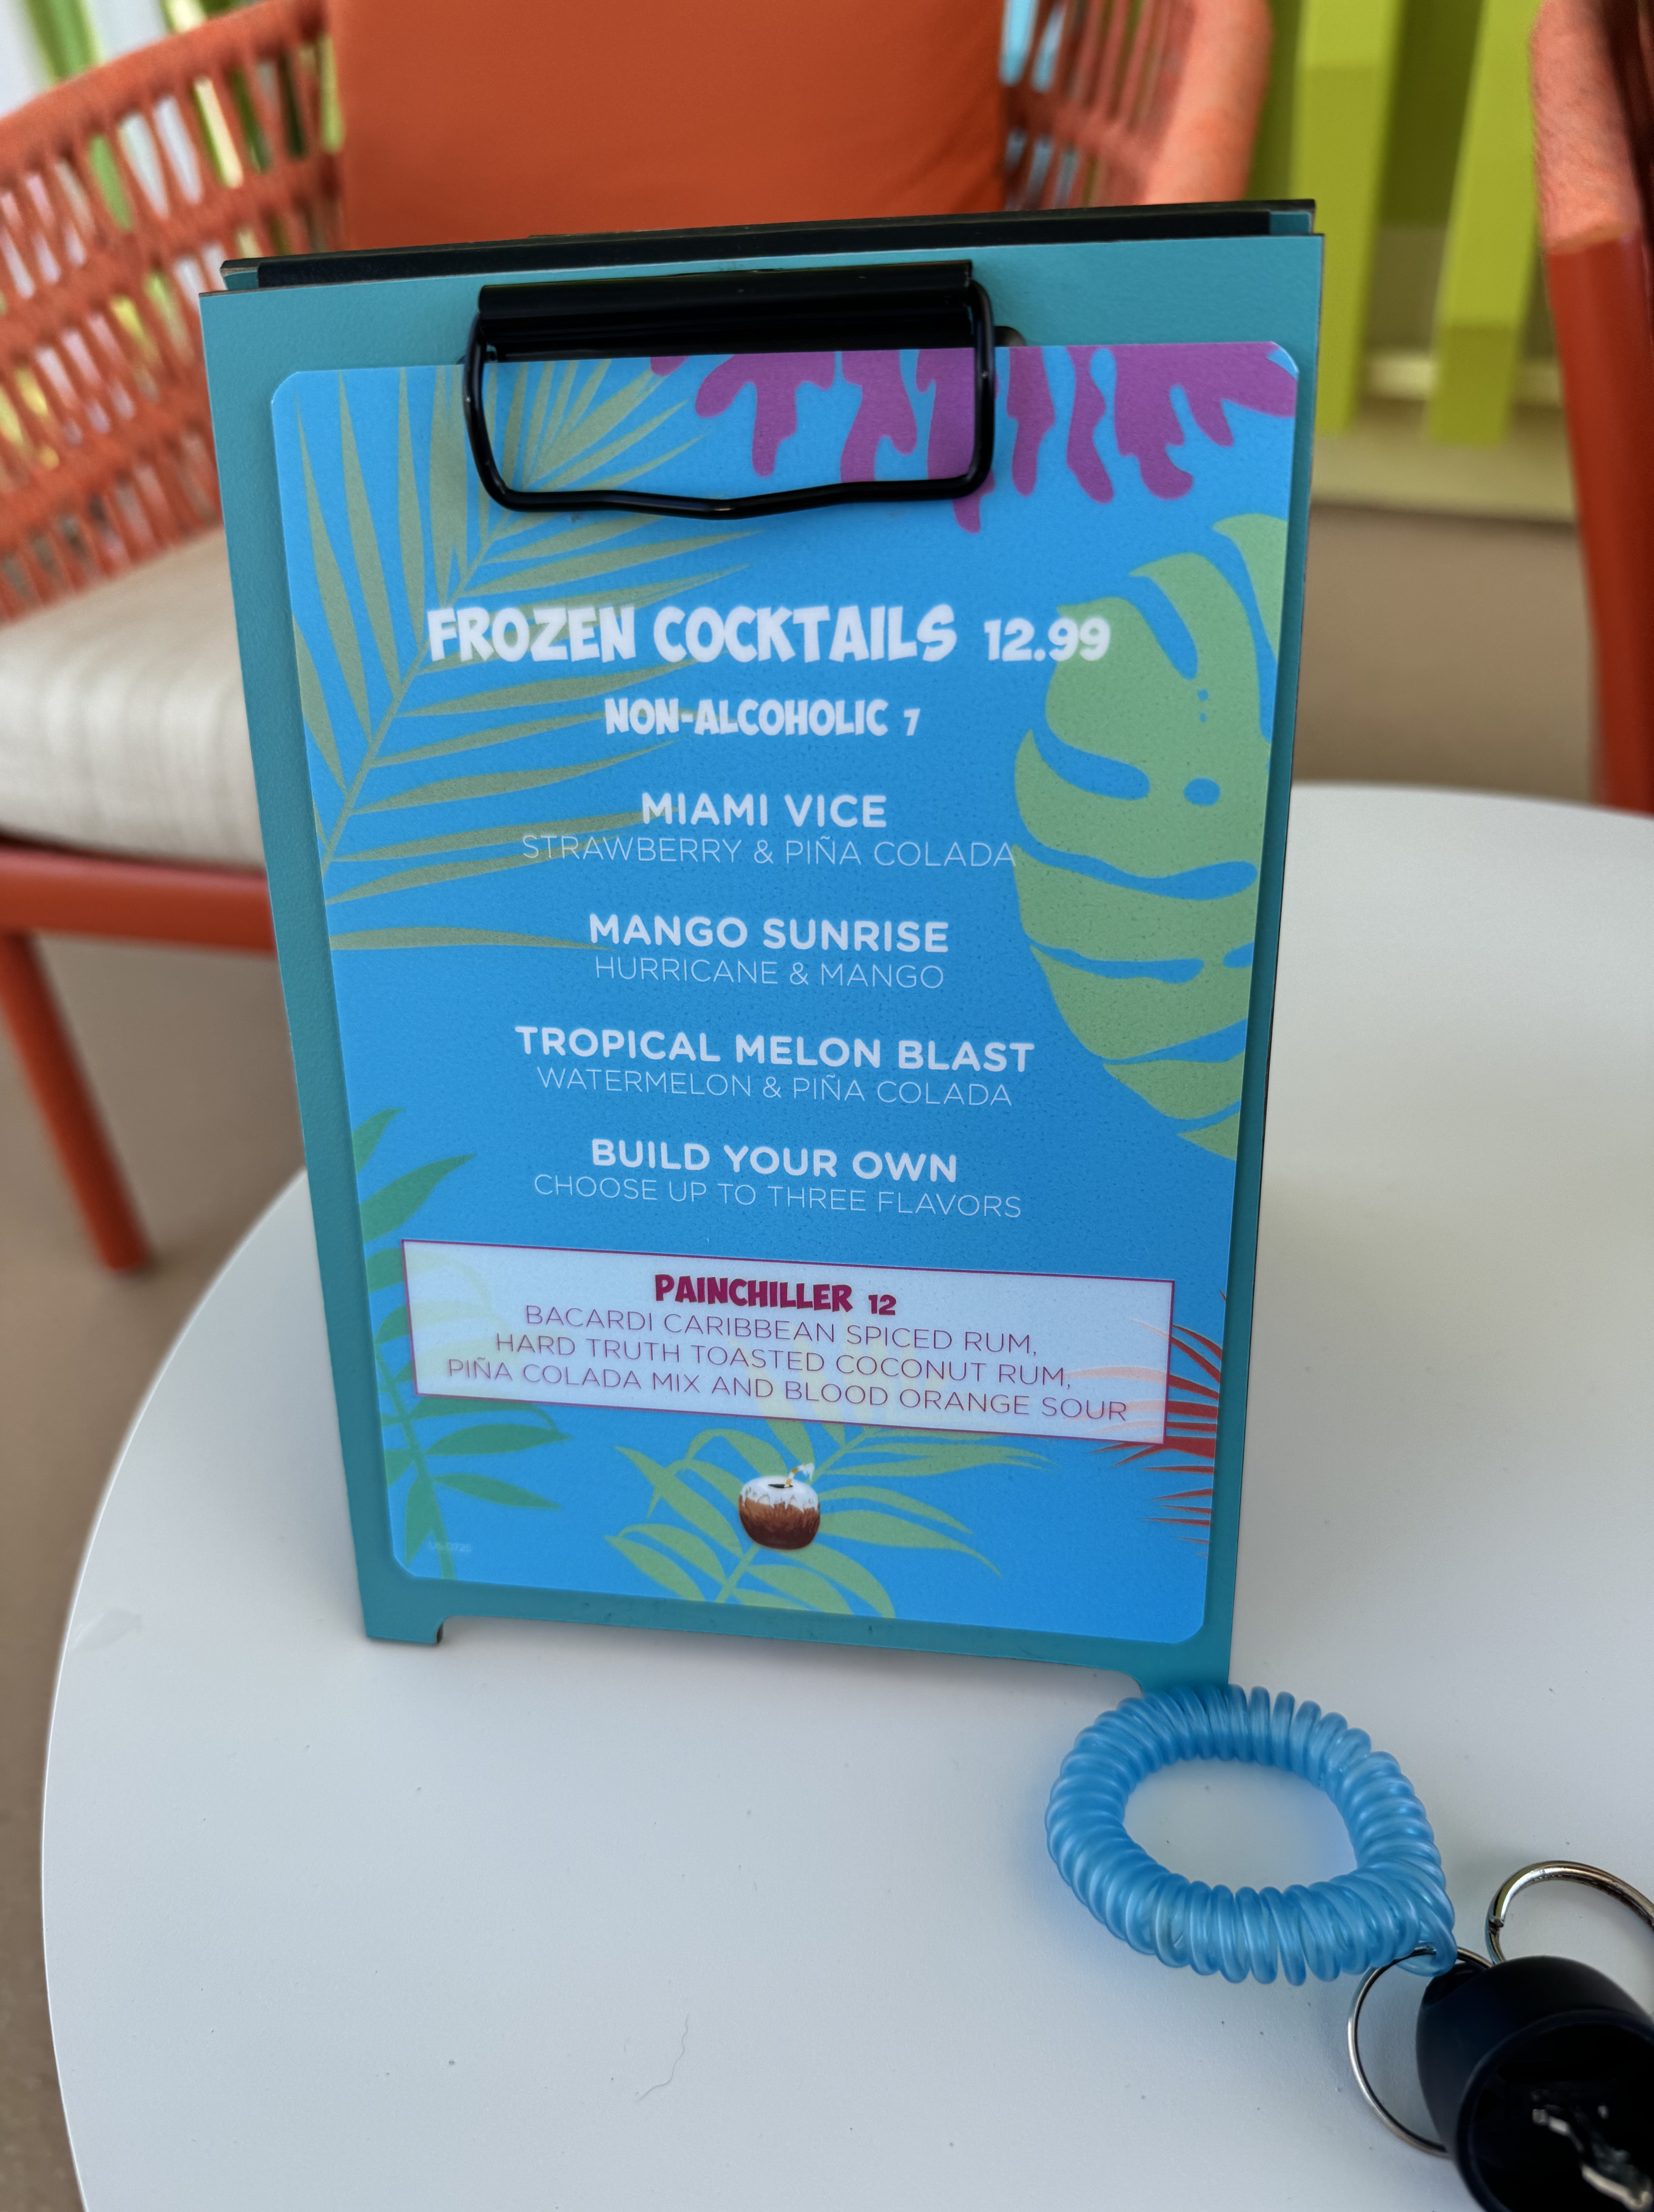 FROZEN COCKTAILS 12.99
NON-ALCOHOLIC 7
MIAMI VICE
STRAWBERRY & PIÑA COLADA
MANGO SUNRISE
HURRICANE & MANGO
TROPICAL MELON BLAST
WATERMELON & PIÑA COLADA
BUILD YOUR OWN
CHOOSE UP TO THREE FLAVORS
PAINCHILLER 12
BACARDI CARIBBEAN SPICED RUM,
HARD TRUTH TOASTED COCONUT RUM,
PIÑA COLADA MIX AND BLOOD ORANGE SOUR